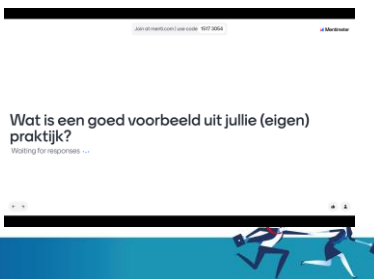 Join at menti.com | use code 1917 3054
Mentimeter
Wat is een goed voorbeeld uit jullie (eigen)
praktijk?
Waiting for responses